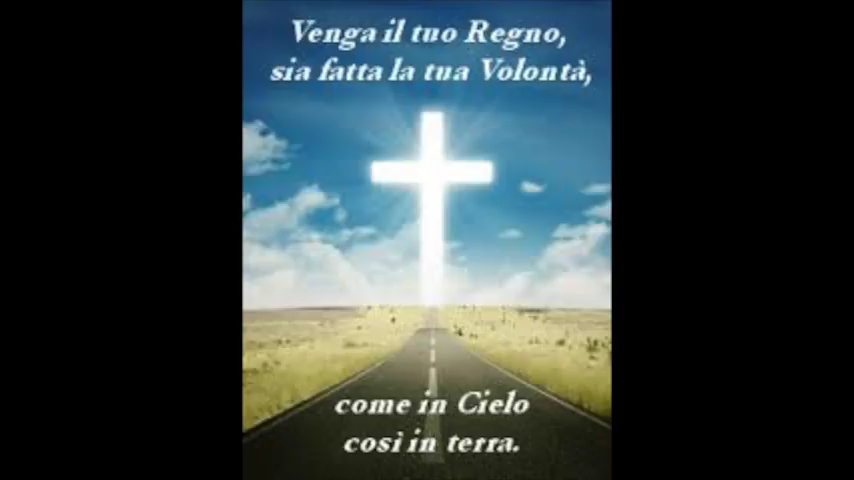 Venga il tuo Regno,
sia fatta la tua Volontà,
come in Cielo
così in terra.